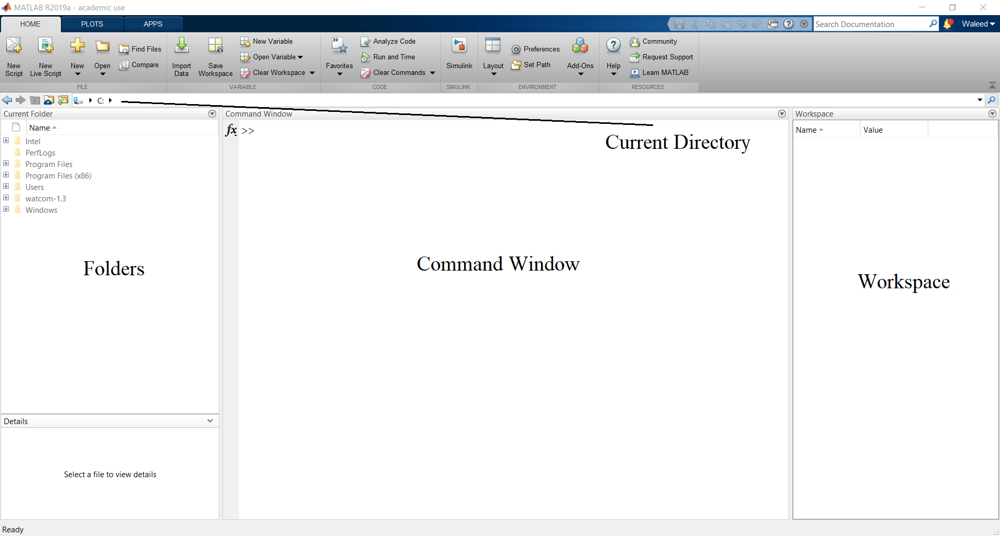 MATLAB R2019a - academic use
HOME PLOTS APPS
Search Documentation
Waleed
New Script
New Live Script
New
Open
Find Files
Compare
FILE
Import Data
Save Workspace
New Variable
Open Variable
Clear Workspace
VARIABLE
Favorites
Analyze Code
Run and Time
Clear Commands
CODE
Simulink
SIMULINK
Layout
Preferences
Set Path
Add-Ons
ENVIRONMENT
Help
Community
Request Support
Learn MATLAB
RESOURCES
C:
Current Folder
Name
Intel
PerfLogs
Program Files
Program Files (x86)
Users
watcom-1.3
Windows
Folders
Details
Select a file to view details
Command Window
fx >>
Current Directory
Command Window
Workspace
Name Value
Workspace
Ready